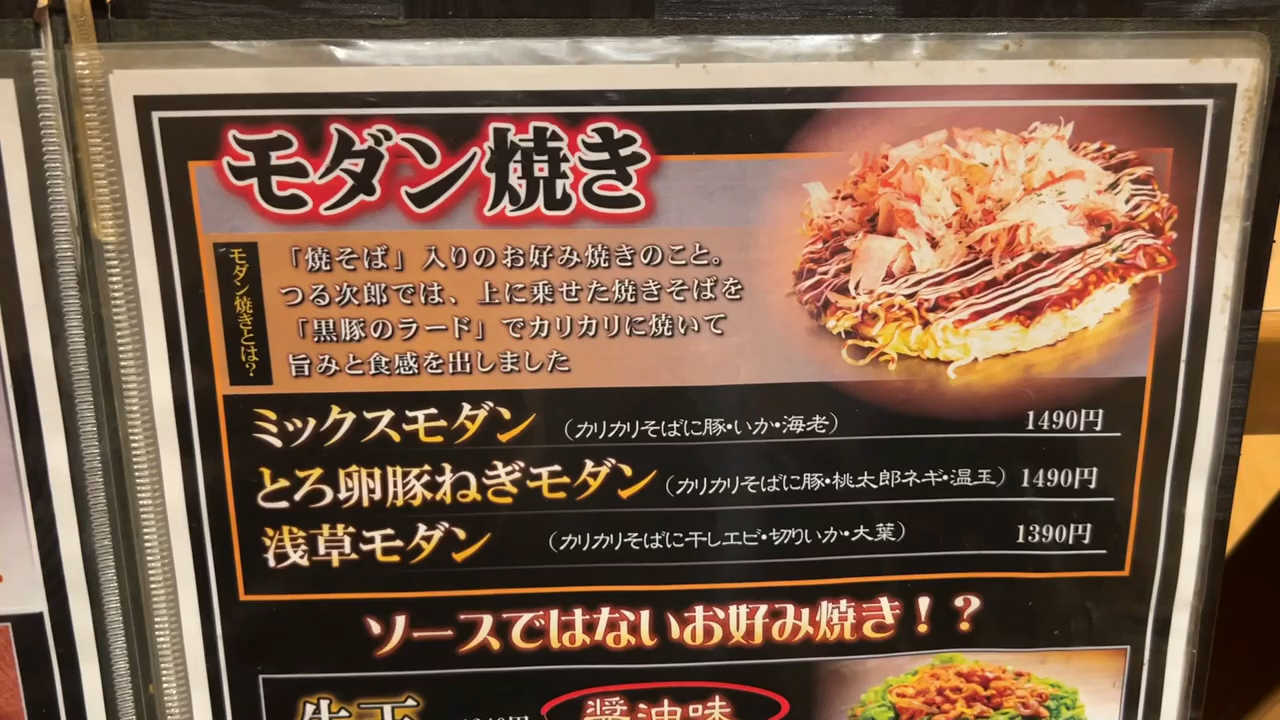 モダン焼き
モダン焼きとは?
「焼そば」入りのお好み焼きのこと。
つる次郎では、上に乗せた焼きそばを
「黒豚のラード」でカリカリに焼いて
旨みと食感を出しました
ミックスモダン (カリカリそばに豚・いか・海老) 1490円
とろ卵豚ねぎモダン (カリカリそばに豚・桃太郎ネギ・温玉) 1490円
浅草モダン (カリカリそばに干しエビ・切りいか・大葉) 1390円
ソースではないお好み焼き!?
醤油味